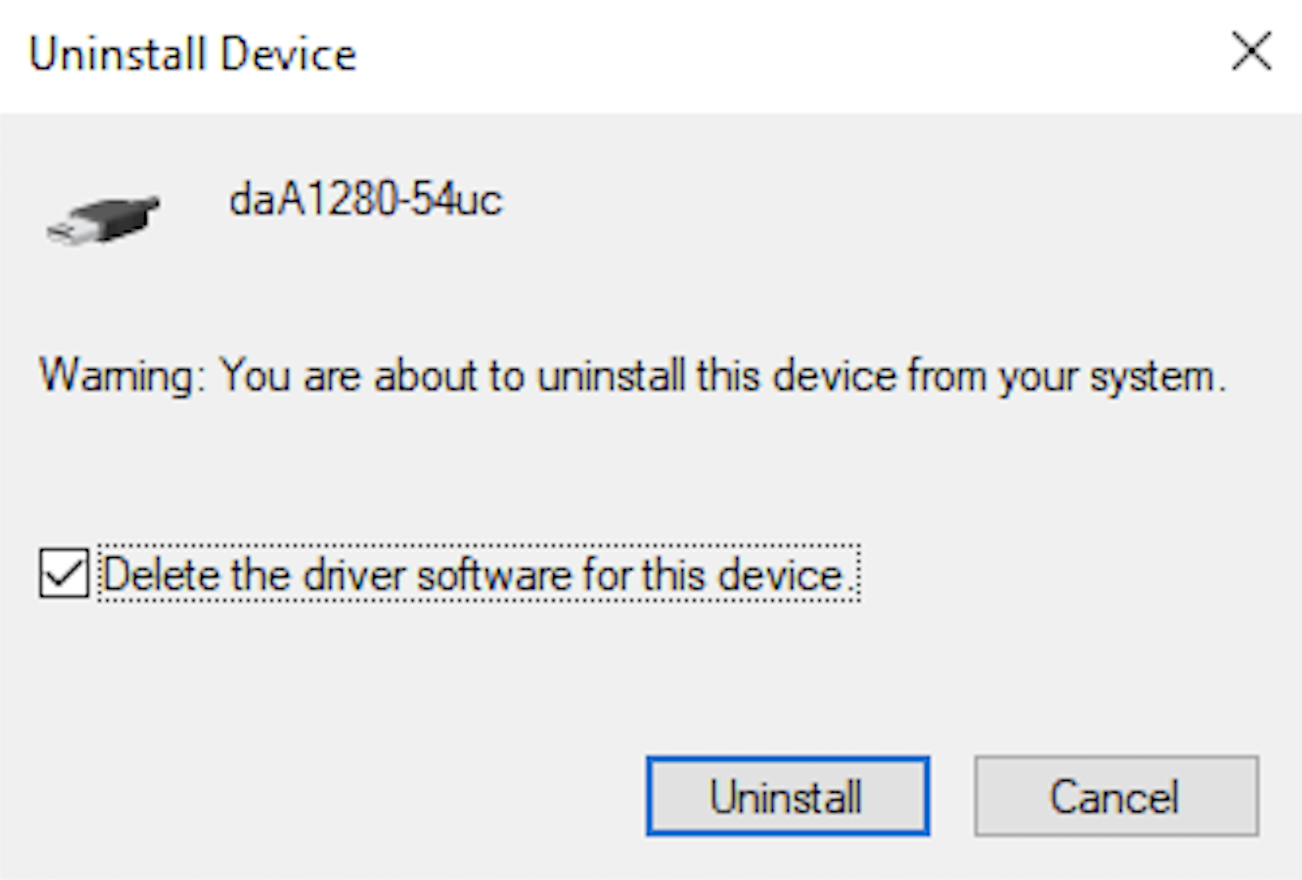 Uninstall Device
daA1280-54uc
Warning: You are about to uninstall this device from your system.
Delete the driver software for this device.
Uninstall
Cancel